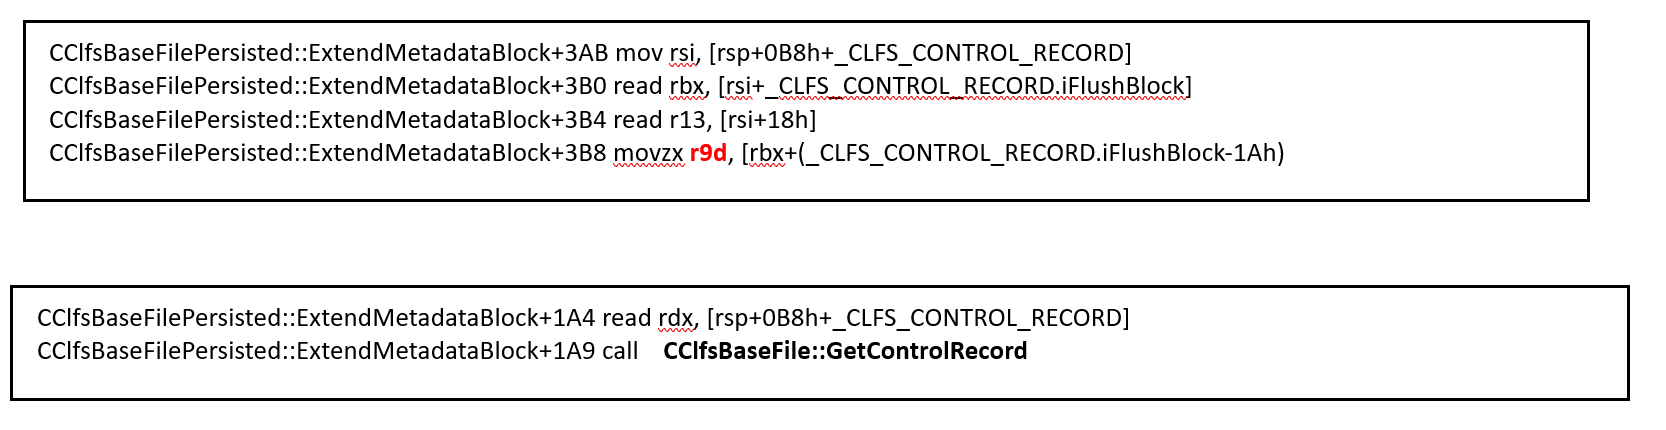 CClfsBaseFilePersisted::ExtendMetadataBlock+3AB mov rsi, [rsp+0B8h+_CLFS_CONTROL_RECORD]
CClfsBaseFilePersisted::ExtendMetadataBlock+3B0 read rbx, [rsi+_CLFS_CONTROL_RECORD.iFlushBlock]
CClfsBaseFilePersisted::ExtendMetadataBlock+3B4 read r13, [rsi+18h]
CClfsBaseFilePersisted::ExtendMetadataBlock+3B8 movzx r9d, [rbx+(_CLFS_CONTROL_RECORD.iFlushBlock-1Ah)
CClfsBaseFilePersisted::ExtendMetadataBlock+1A4 read rdx, [rsp+0B8h+_CLFS_CONTROL_RECORD]
CClfsBaseFilePersisted::ExtendMetadataBlock+1A9 call CClfsBaseFile::GetControlRecord